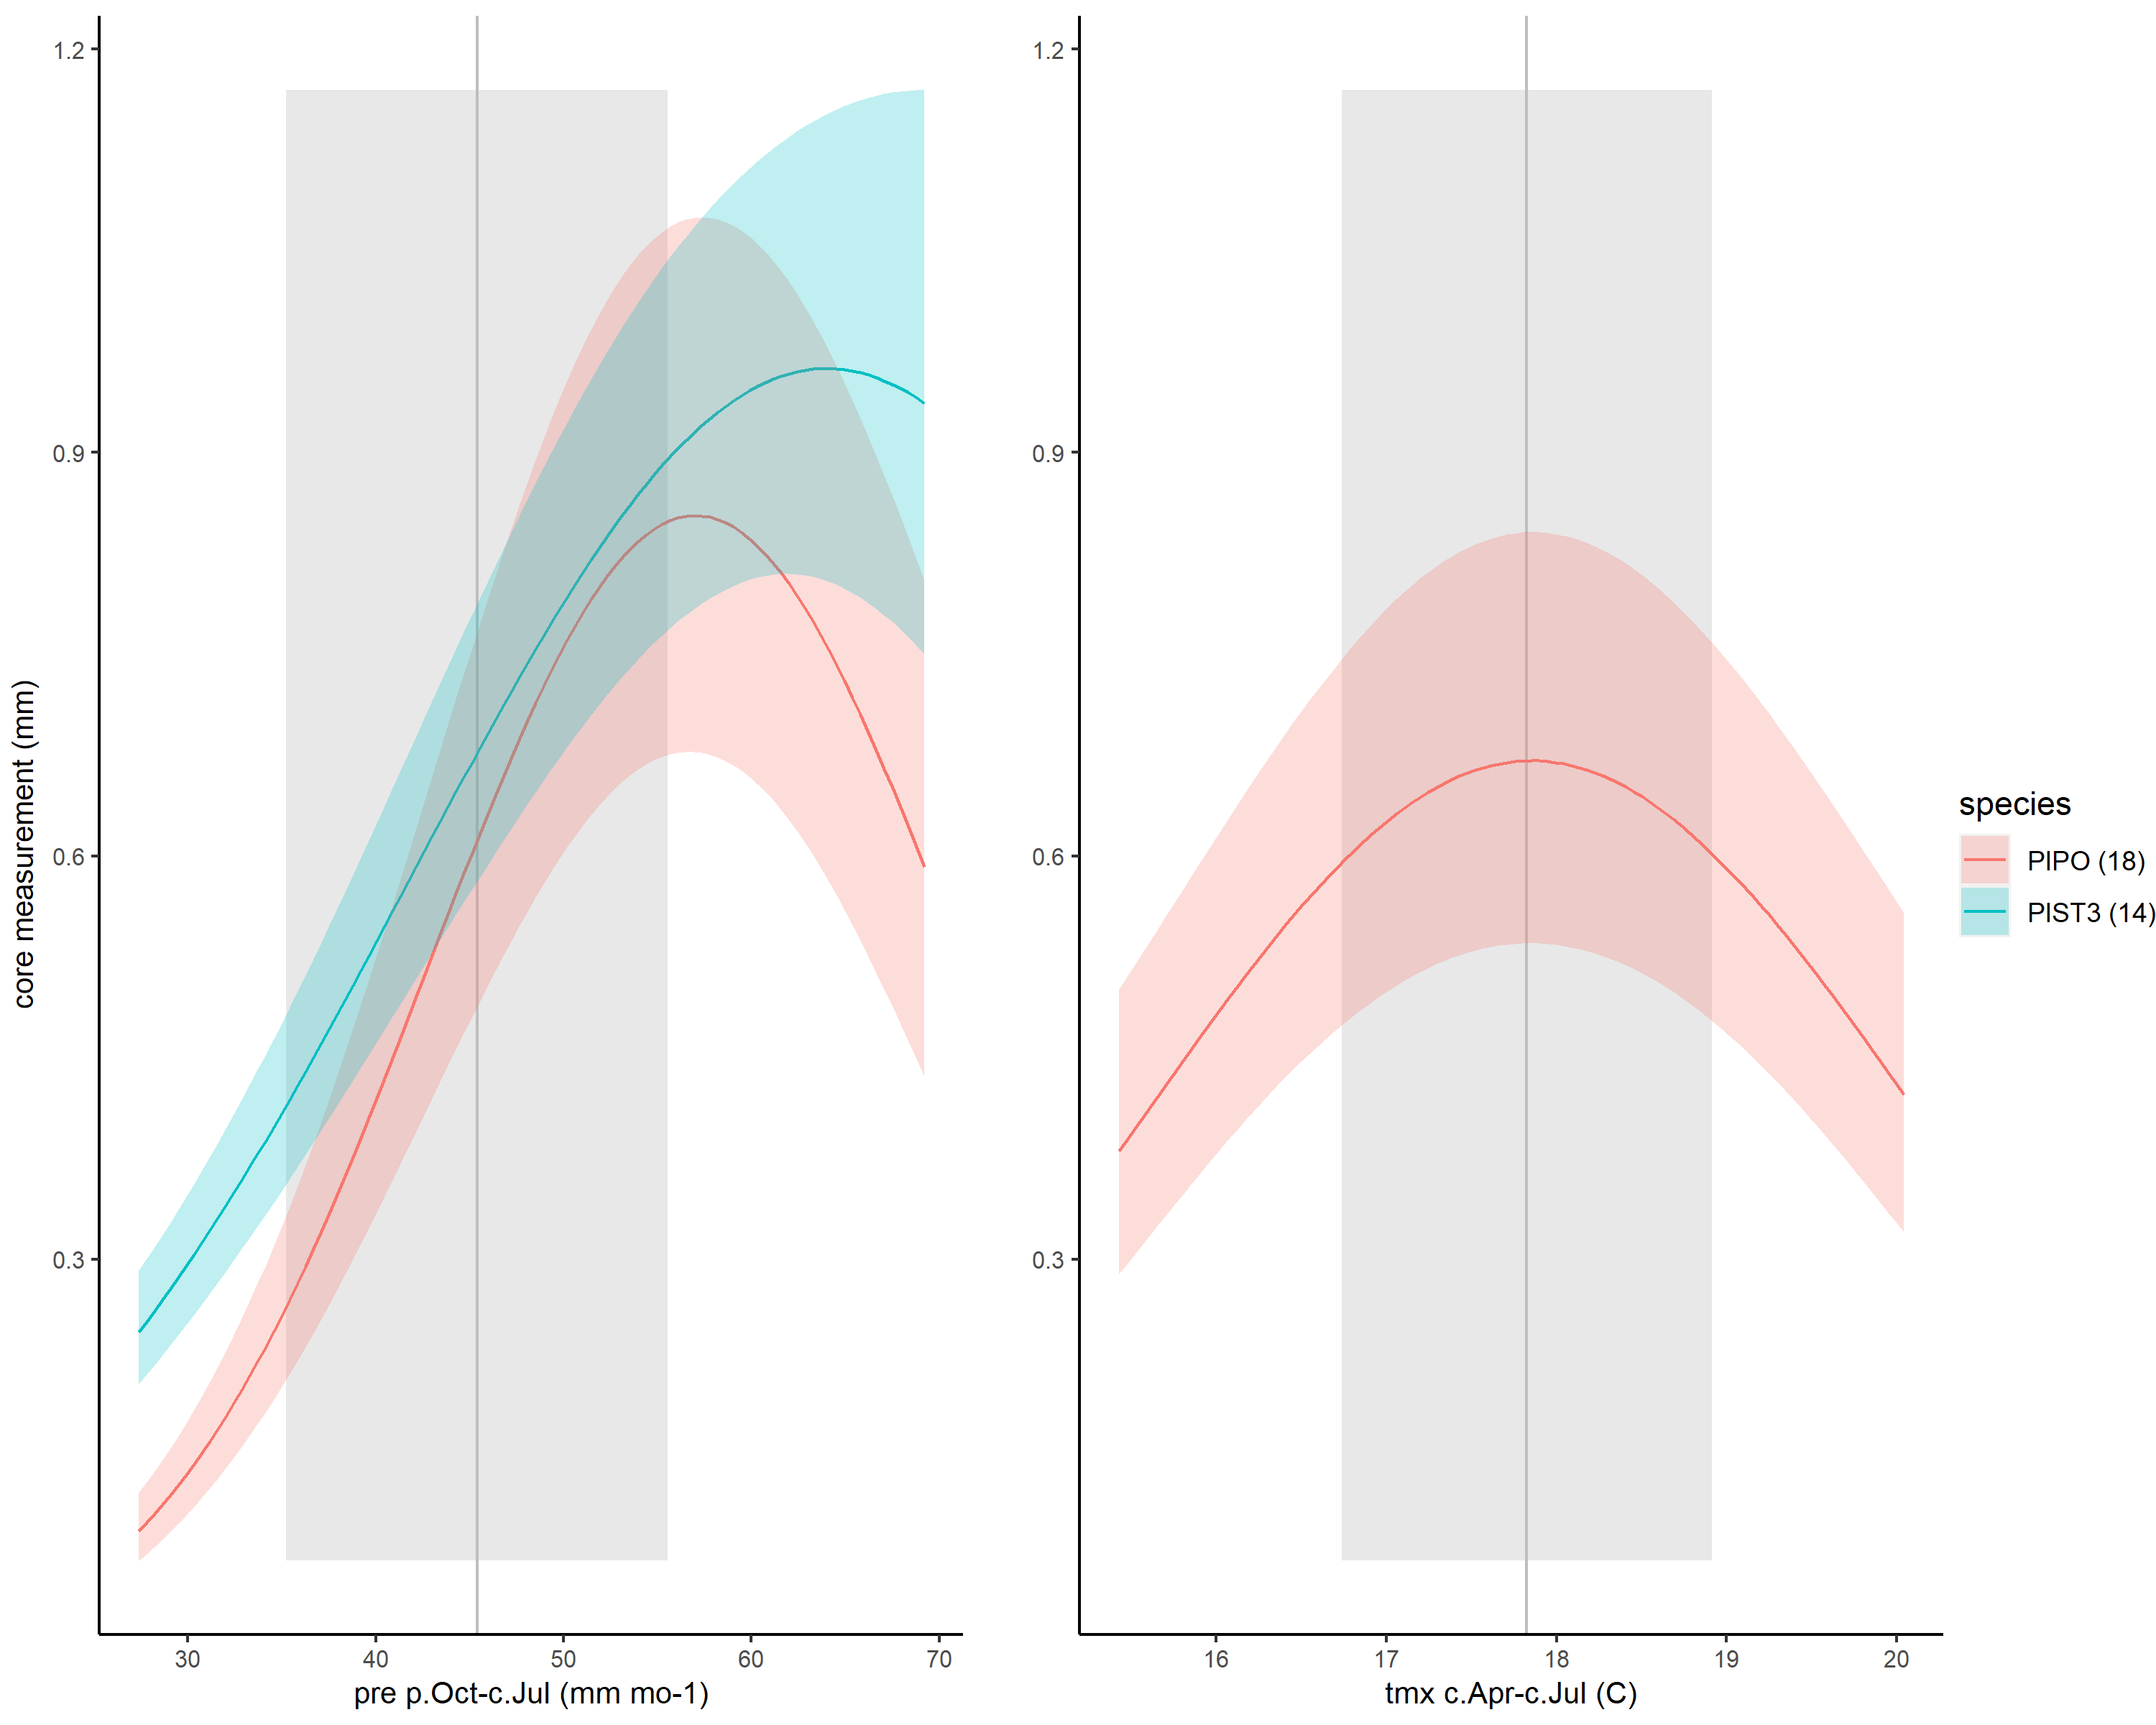 1.2
0.9
0.6
0.3
core measurement (mm)
30 40 50 60 70
pre p.Oct-c.Jul (mm mo-1)
1.2
0.9
0.6
0.3
16 17 18 19 20
tmx c.Apr-c.Jul (C)
species
PIPO (18)
PIST3 (14)